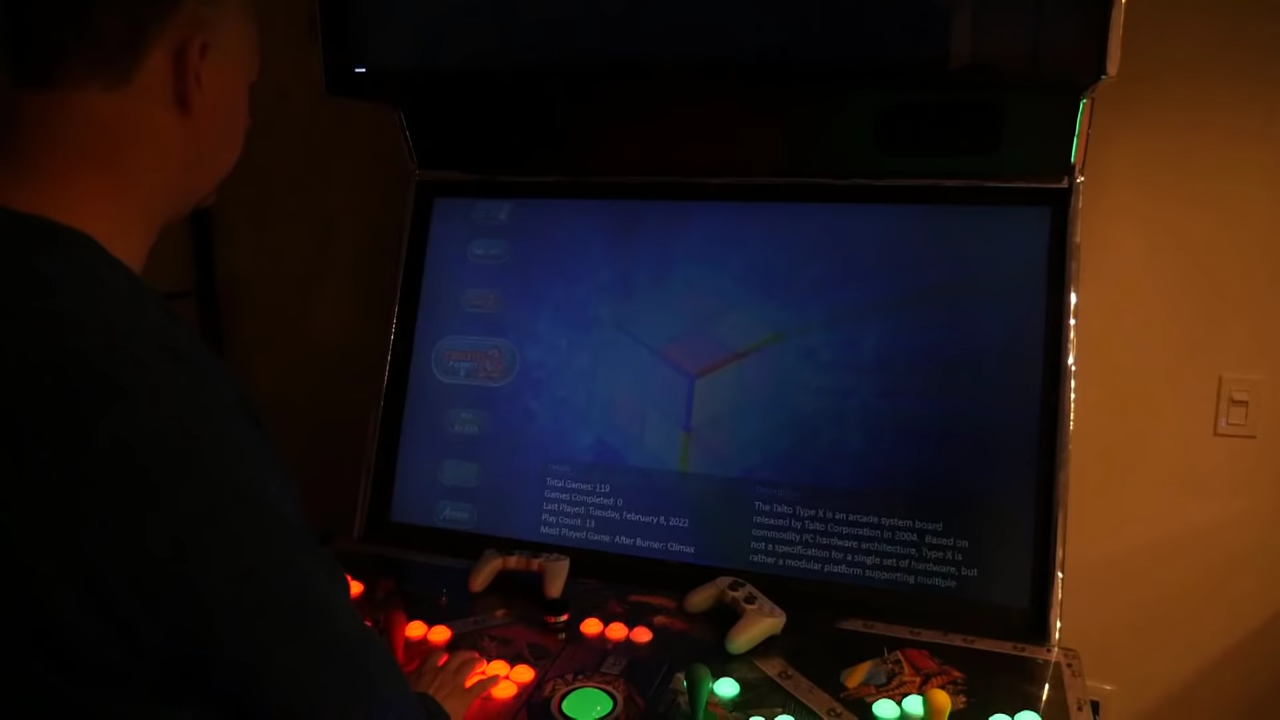 Total Games: 119
Games Completed: 0
Last Played: Tuesday, February 8, 2022
Play Count: 13
Most Played Game: After Burner: Climax
The Taito Type X is an arcade system board
released by Taito Corporation in 2004. Based on
commodity PC hardware architecture, Type X is
not a specification for a single set of hardware, but
rather a modular platform supporting multiple